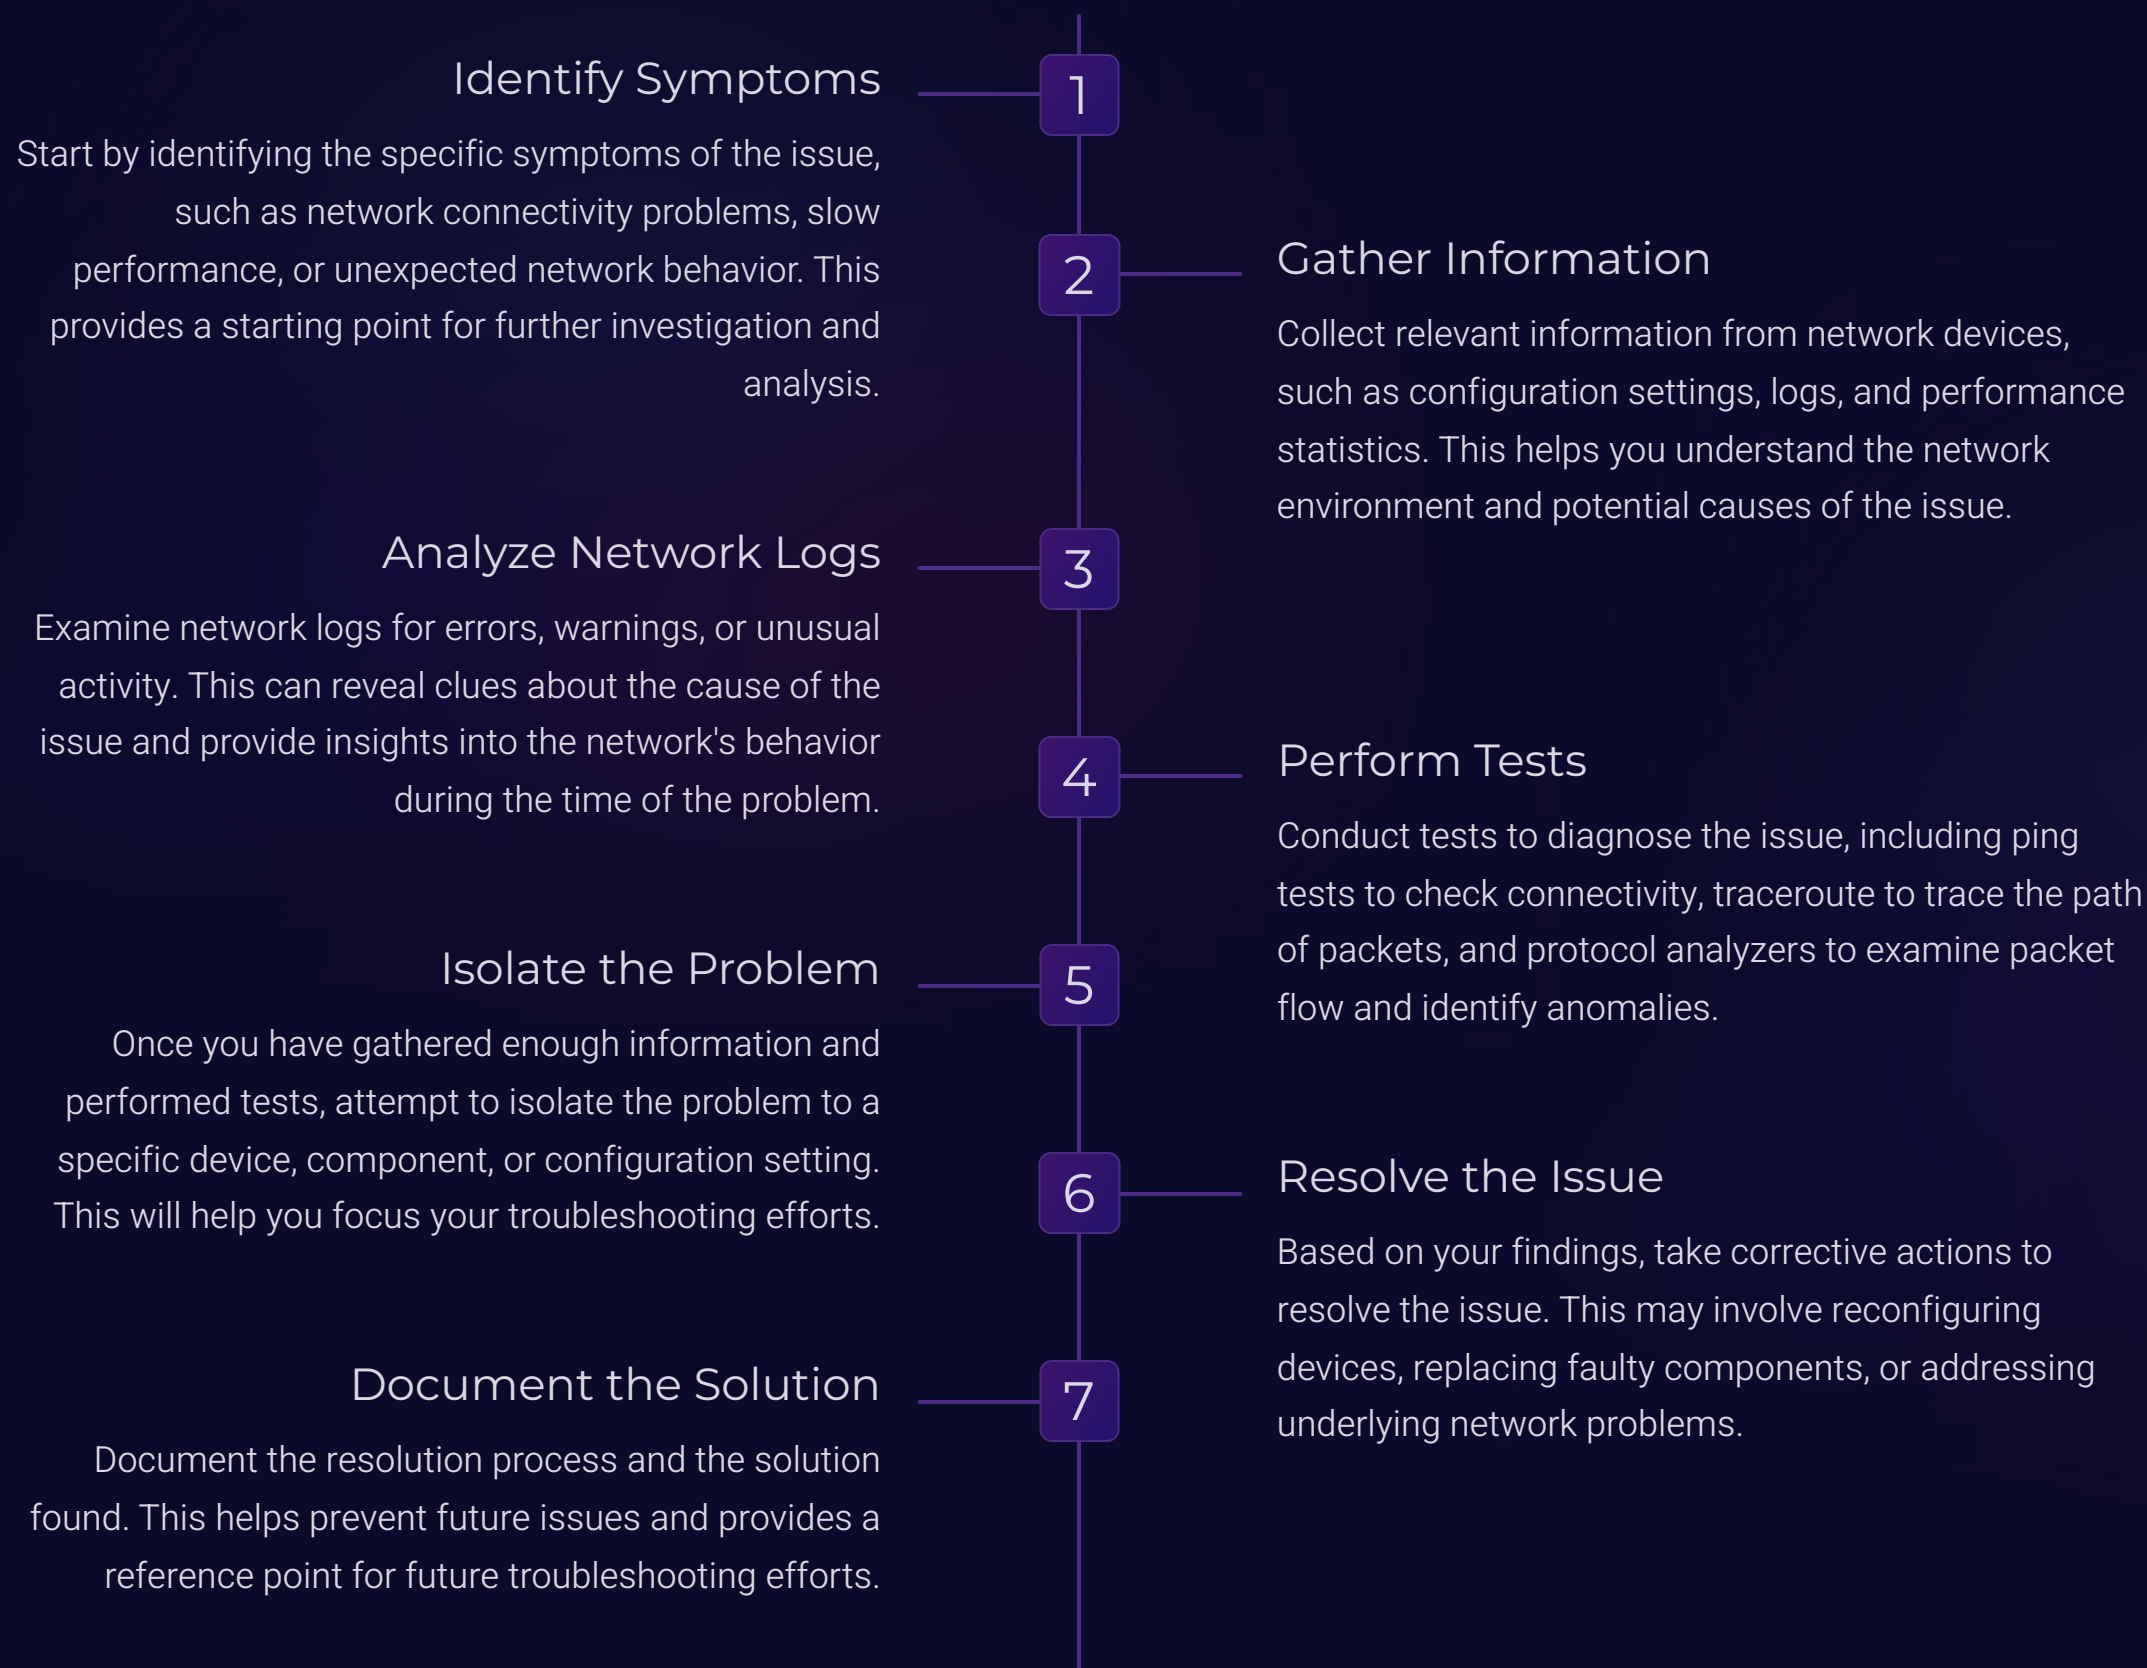 1
Identify Symptoms
Start by identifying the specific symptoms of the issue,
such as network connectivity problems, slow
performance, or unexpected network behavior. This
provides a starting point for further investigation and
analysis.
2
Gather Information
Collect relevant information from network devices,
such as configuration settings, logs, and performance
statistics. This helps you understand the network
environment and potential causes of the issue.
3
Analyze Network Logs
Examine network logs for errors, warnings, or unusual
activity. This can reveal clues about the cause of the
issue and provide insights into the network's behavior
during the time of the problem.
4
Perform Tests
Conduct tests to diagnose the issue, including ping
tests to check connectivity, traceroute to trace the path
of packets, and protocol analyzers to examine packet
flow and identify anomalies.
5
Isolate the Problem
Once you have gathered enough information and
performed tests, attempt to isolate the problem to a
specific device, component, or configuration setting.
This will help you focus your troubleshooting efforts.
6
Resolve the Issue
Based on your findings, take corrective actions to
resolve the issue. This may involve reconfiguring
devices, replacing faulty components, or addressing
underlying network problems.
7
Document the Solution
Document the resolution process and the solution
found. This helps prevent future issues and provides a
reference point for future troubleshooting efforts.